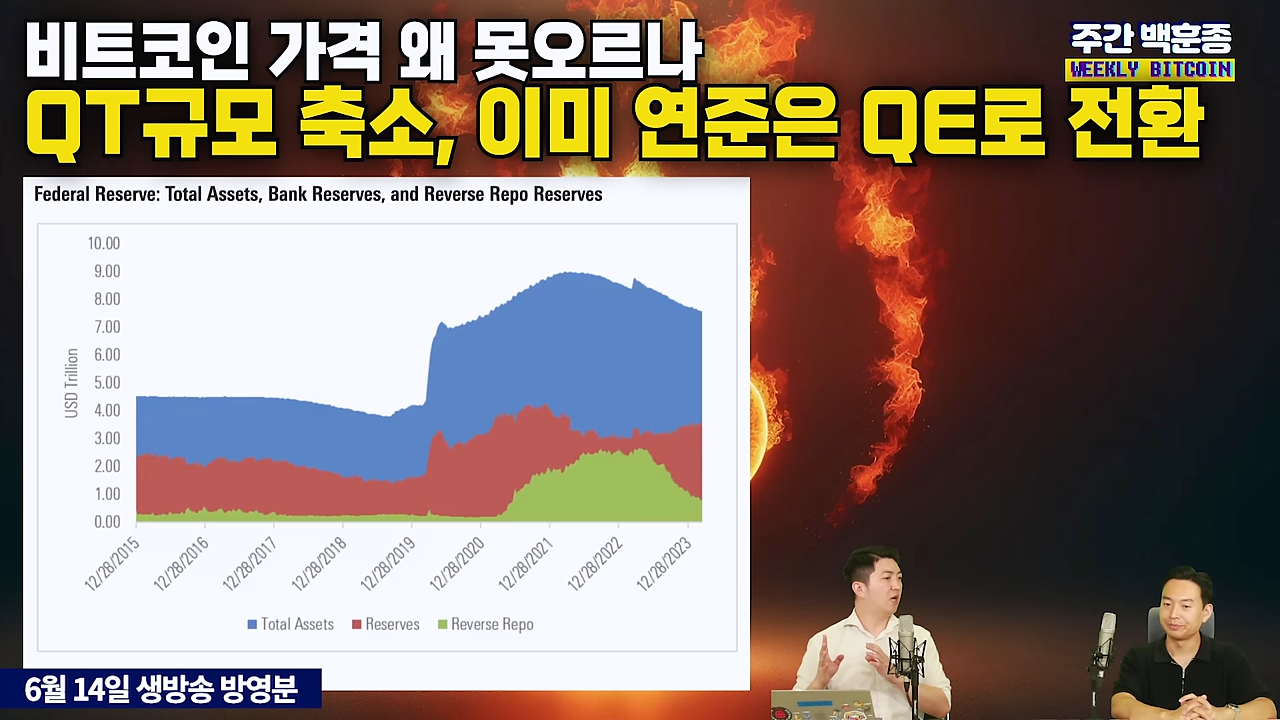 비트코인 가격 왜 못오르나
주간 백훈종
WEEKLY BITCOIN
QT규모 축소, 이미 연준은 QE로 전환
Federal Reserve: Total Assets, Bank Reserves, and Reverse Repo Reserves
USD Trillion
10.00
9.00
8.00
7.00
6.00
5.00
4.00
3.00
2.00
1.00
0.00
12/28/2015
12/28/2016
12/28/2017
12/28/2018
12/28/2019
12/28/2020
12/28/2021
12/28/2022
12/28/2023
Total Assets Reserves Reverse Repo
6월 14일 생방송 방영분